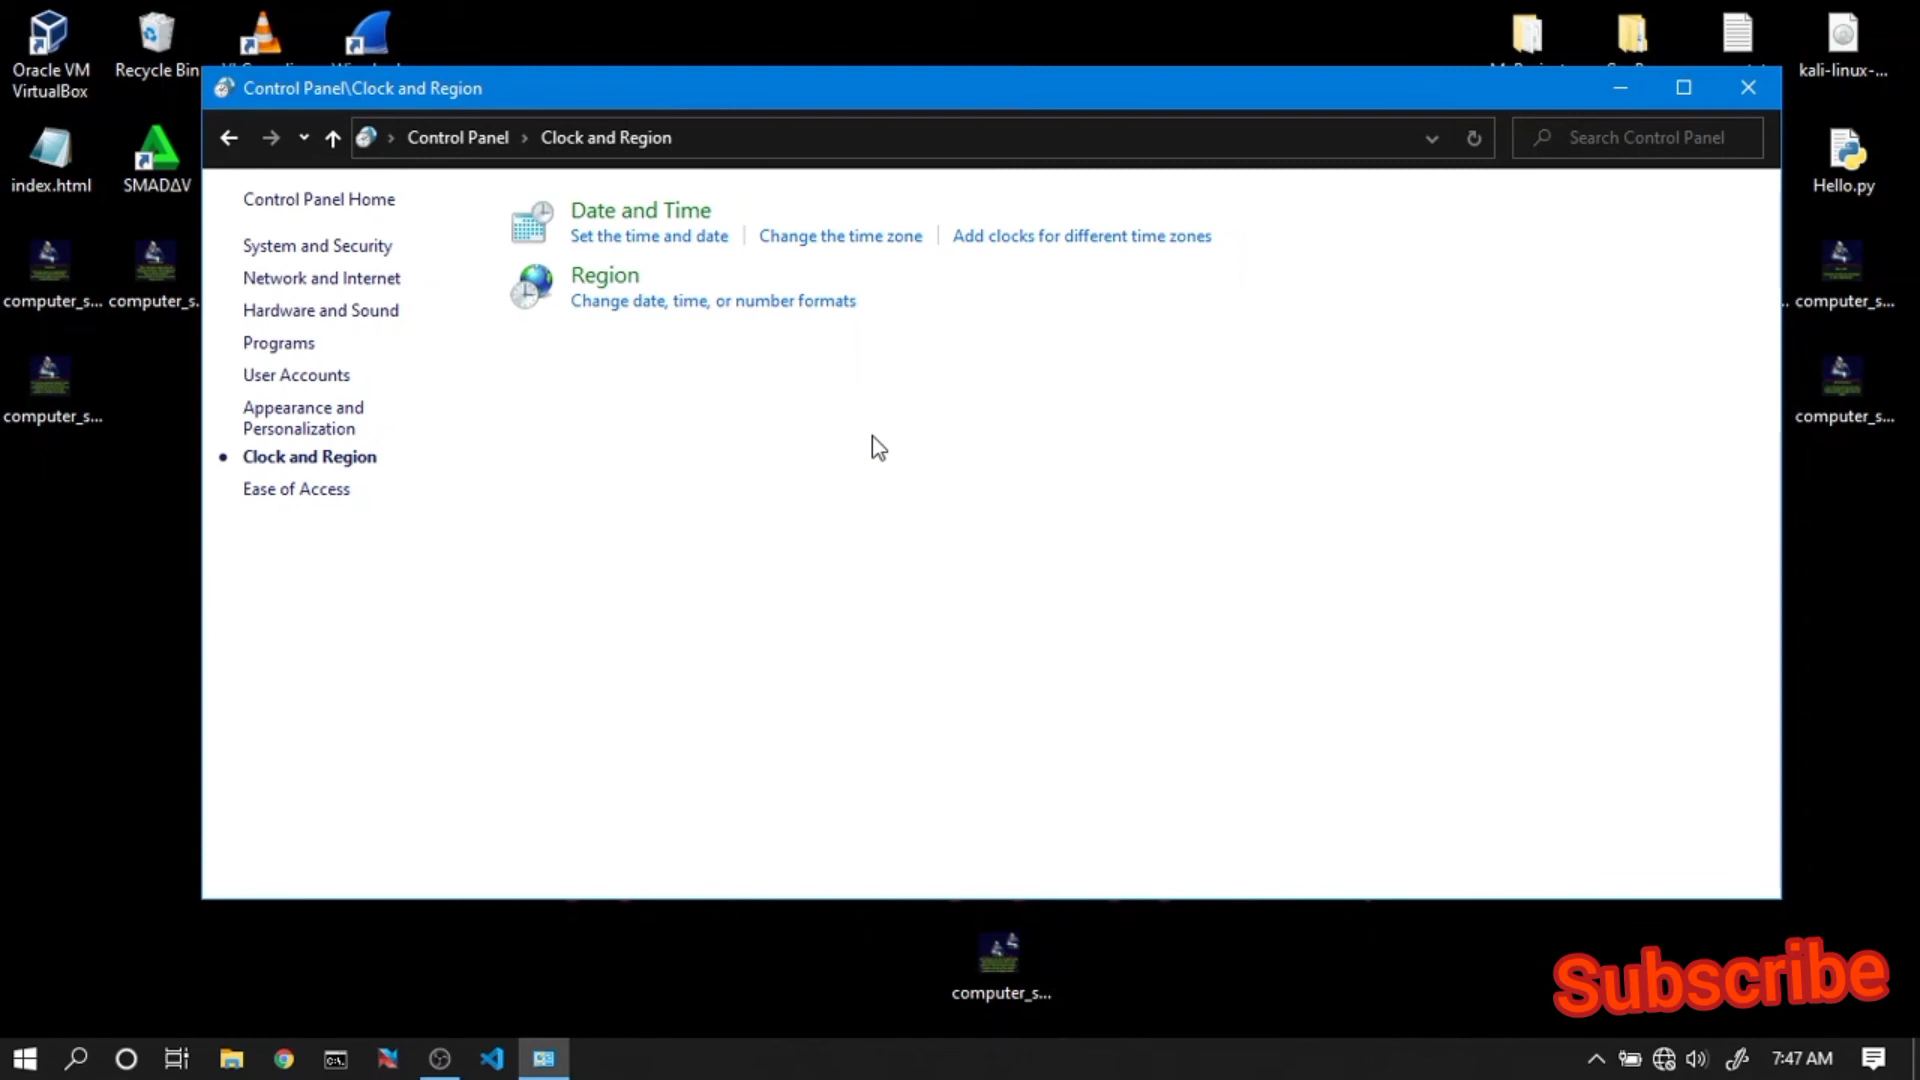 Oracle VM
VirtualBox
Recycle Bin
kali-linux-...
index.html
SMADΔV
Hello.py
computer_s...
computer_s.
computer_s...
computer_s...
computer_s...
Control Panel\Clock and Region
Control Panel
Clock and Region
Search Control Panel
Control Panel Home
System and Security
Network and Internet
Hardware and Sound
Programs
User Accounts
Appearance and
Personalization
Clock and Region
Ease of Access
Date and Time
Set the time and date
Change the time zone
Add clocks for different time zones
Region
Change date, time, or number formats
computer_s...
Subscribe
7:47 AM